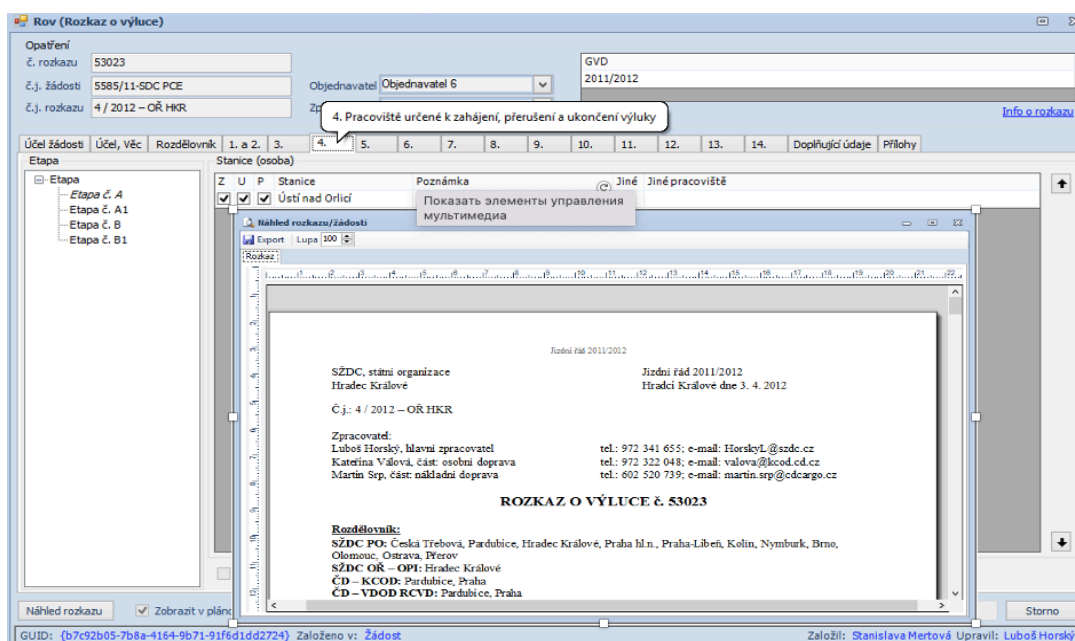 Rov (Rozkaz o výluce)
Opatření
č. rozkazu 53023
GVD
2011/2012
č.j. žádosti 5585/11-SDC PCE
Objednavatel Objednavatel 6
č.j. rozkazu 4 / 2012 – OŘ HKR
4. Pracoviště určené k zahájení, přerušení a ukončení výluky
Info o rozkazu
Účel žádosti Účel, Věc Rozdělovník 1. a 2. 3. 4. 5. 6. 7. 8. 9. 10. 11. 12. 13. 14. Doplňující údaje Přílohy
Etapa
Stanice (osoba)
Etapa
Etapa č. A
Etapa č. A1
Etapa č. B
Etapa č. B1
Z U P Stanice Poznámka Jiné Jiné pracoviště
Ústí nad Orlicí
Показать элементы управления
мультимедиа
Náhled rozkazu/žádosti
Export Lupa 100
Rozkaz
Jízdní řád 2011/2012
SŽDC, státní organizace Jízdní řád 2011/2012
Hradec Králové Hradci Králové dne 3. 4. 2012
Č.j.: 4 / 2012 – OŘ HKR
Zpracovatel:
Luboš Horský, hlavní zpracovatel tel.: 972 341 655; e-mail: HorskyL@szdc.cz
Kateřina Válová, část: osobní doprava tel.: 972 322 048; e-mail: valova@kcod.cd.cz
Martin Srp, část: nákladní doprava tel.: 602 520 739; e-mail: martin.srp@cdcargo.cz
ROZKAZ O VÝLUCE č. 53023
Rozdělovník:
SŽDC PO: Česká Třebová, Pardubice, Hradec Králové, Praha hl.n., Praha-Libeň, Kolín, Nymburk, Brno,
Olomouc, Ostrava, Přerov
SŽDC OŘ – OPI: Hradec Králové
ČD – KCOD: Pardubice, Praha
ČD – VDOD RCVD: Pardubice, Praha
Náhled rozkazu
Zobrazit v plánc
Storno
GUID: {b7c92b05-7b8a-4164-9b71-91f6d1dd2724} Založeno v: Žádost
Založil: Stanislava Mertová Upravil: Luboš Horský